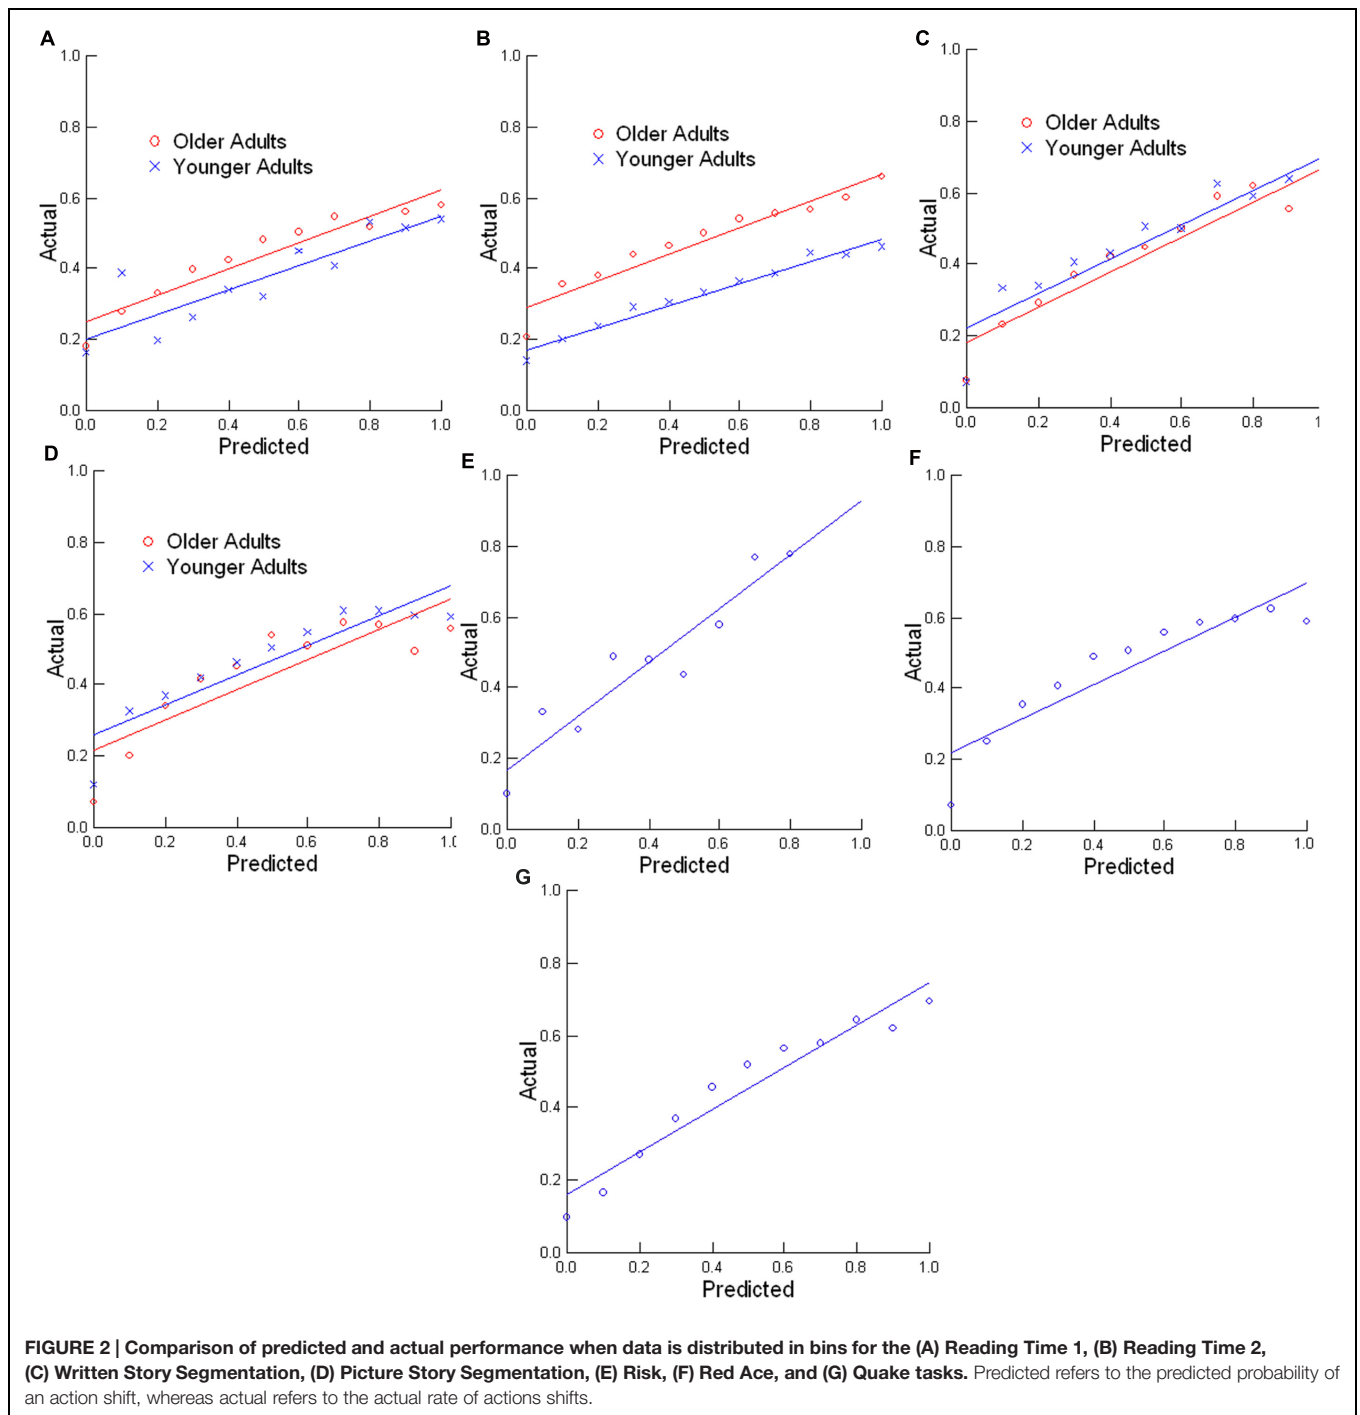 A
1.0
0.8
0.6
0.4
0.2
0.0
Actual
Older Adults
Younger Adults
0.0 0.2 0.4 0.6 0.8 1.0
Predicted
B
1.0
0.8
0.6
0.4
0.2
0.0
Actual
Older Adults
Younger Adults
0.0 0.2 0.4 0.6 0.8 1.0
Predicted
C
1.0
0.8
0.6
0.4
0.2
0.0
Actual
Older Adults
Younger Adults
0.0 0.2 0.4 0.6 0.8 1
Predicted
D
1.0
0.8
0.6
0.4
0.2
0.0
Actual
Older Adults
Younger Adults
0.0 0.2 0.4 0.6 0.8 1.(
Predicted
E
1.0
0.8
0.6
0.4
0.2
0.0
Actual
0.0 0.2 0.4 0.6 0.8 1.0
Predicted
F
1.0
0.8
0.6
0.4
0.2
0.0
Actual
0.0 0.2 0.4 0.6 0.8 1.0
Predicted
G
1.0
0.8
0.6
0.4
0.2
0.0
Actual
0.0 0.2 0.4 0.6 0.8 1.0
Predicted
FIGURE 2 | Comparison of predicted and actual performance when data is distributed in bins for the (A) Reading Time 1, (B) Reading Time 2,
(C) Written Story Segmentation, (D) Picture Story Segmentation, (E) Risk, (F) Red Ace, and (G) Quake tasks. Predicted refers to the predicted probability of
an action shift, whereas actual refers to the actual rate of actions shifts.